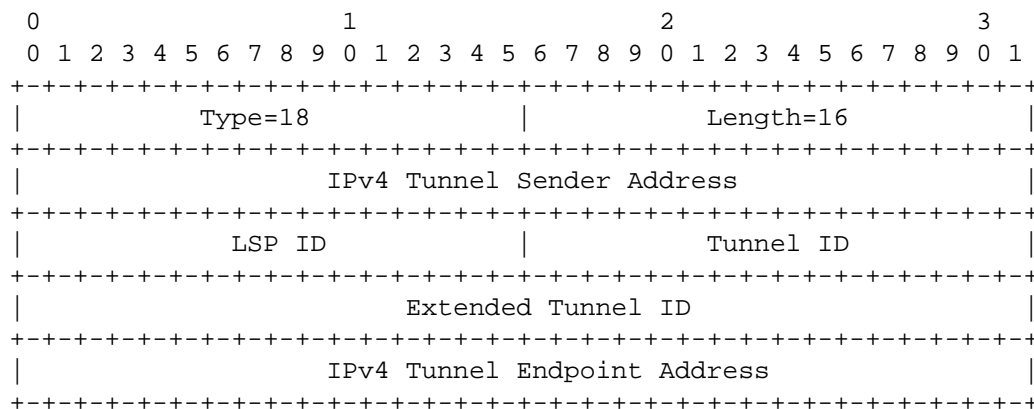 0                   1                   2                   3
0 1 2 3 4 5 6 7 8 9 0 1 2 3 4 5 6 7 8 9 0 1 2 3 4 5 6 7 8 9 0 1
+-+-+-+-+-+-+-+-+-+-+-+-+-+-+-+-+-+-+-+-+-+-+-+-+-+-+-+-+-+-+-+-+
|           Type=18             |           Length=16           |
+-+-+-+-+-+-+-+-+-+-+-+-+-+-+-+-+-+-+-+-+-+-+-+-+-+-+-+-+-+-+-+-+
|                   IPv4 Tunnel Sender Address                  |
+-+-+-+-+-+-+-+-+-+-+-+-+-+-+-+-+-+-+-+-+-+-+-+-+-+-+-+-+-+-+-+-+
|             LSP ID            |           Tunnel ID           |
+-+-+-+-+-+-+-+-+-+-+-+-+-+-+-+-+-+-+-+-+-+-+-+-+-+-+-+-+-+-+-+-+
|                        Extended Tunnel ID                     |
+-+-+-+-+-+-+-+-+-+-+-+-+-+-+-+-+-+-+-+-+-+-+-+-+-+-+-+-+-+-+-+-+
|                   IPv4 Tunnel Endpoint Address                |
+-+-+-+-+-+-+-+-+-+-+-+-+-+-+-+-+-+-+-+-+-+-+-+-+-+-+-+-+-+-+-+-+